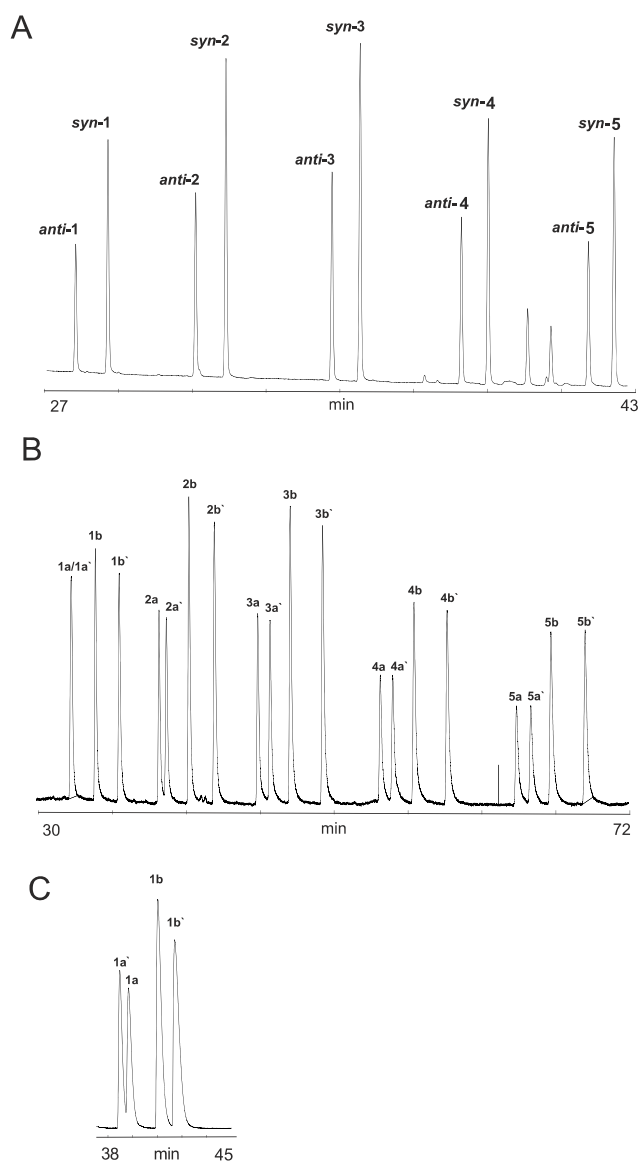 A
syn-3
syn-2
syn-4
syn-1
syn-5
anti-3
anti-2
anti-4
anti-1
anti-5
27 min 43
B
2b
3b
2b`
3b`
1b
1a/1a` 1b`
4b
4b`
2a 2a`
3a 3a`
5b 5b`
4a 4a`
5a 5a`
30 min 72
C
1b
1b`
1a`
1a
38 min 45